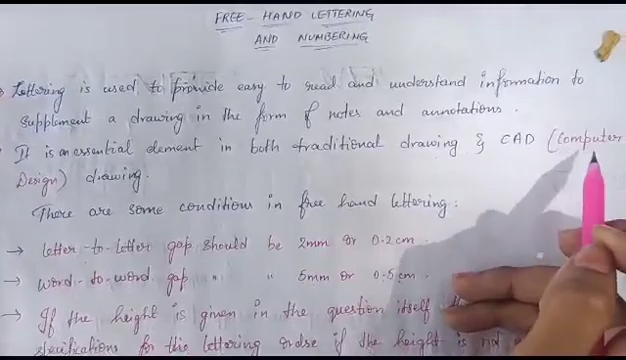 FREE-HAND LETTERING
AND NUMBERING
Lettering is used to provide easy to read and understand information to
supplement a drawing in the form of notes and annotations.
It is an essential element in both traditional drawing & CAD (Computer
Design) drawing.
There are some conditions in free hand lettering:
→ letter-to-letter gap should be 2mm or 0.2cm.
→ word-to-word gap " " 5mm or 0.5cm.
→ If the height is given in the question itself
specifications for the lettering or else if the height is not